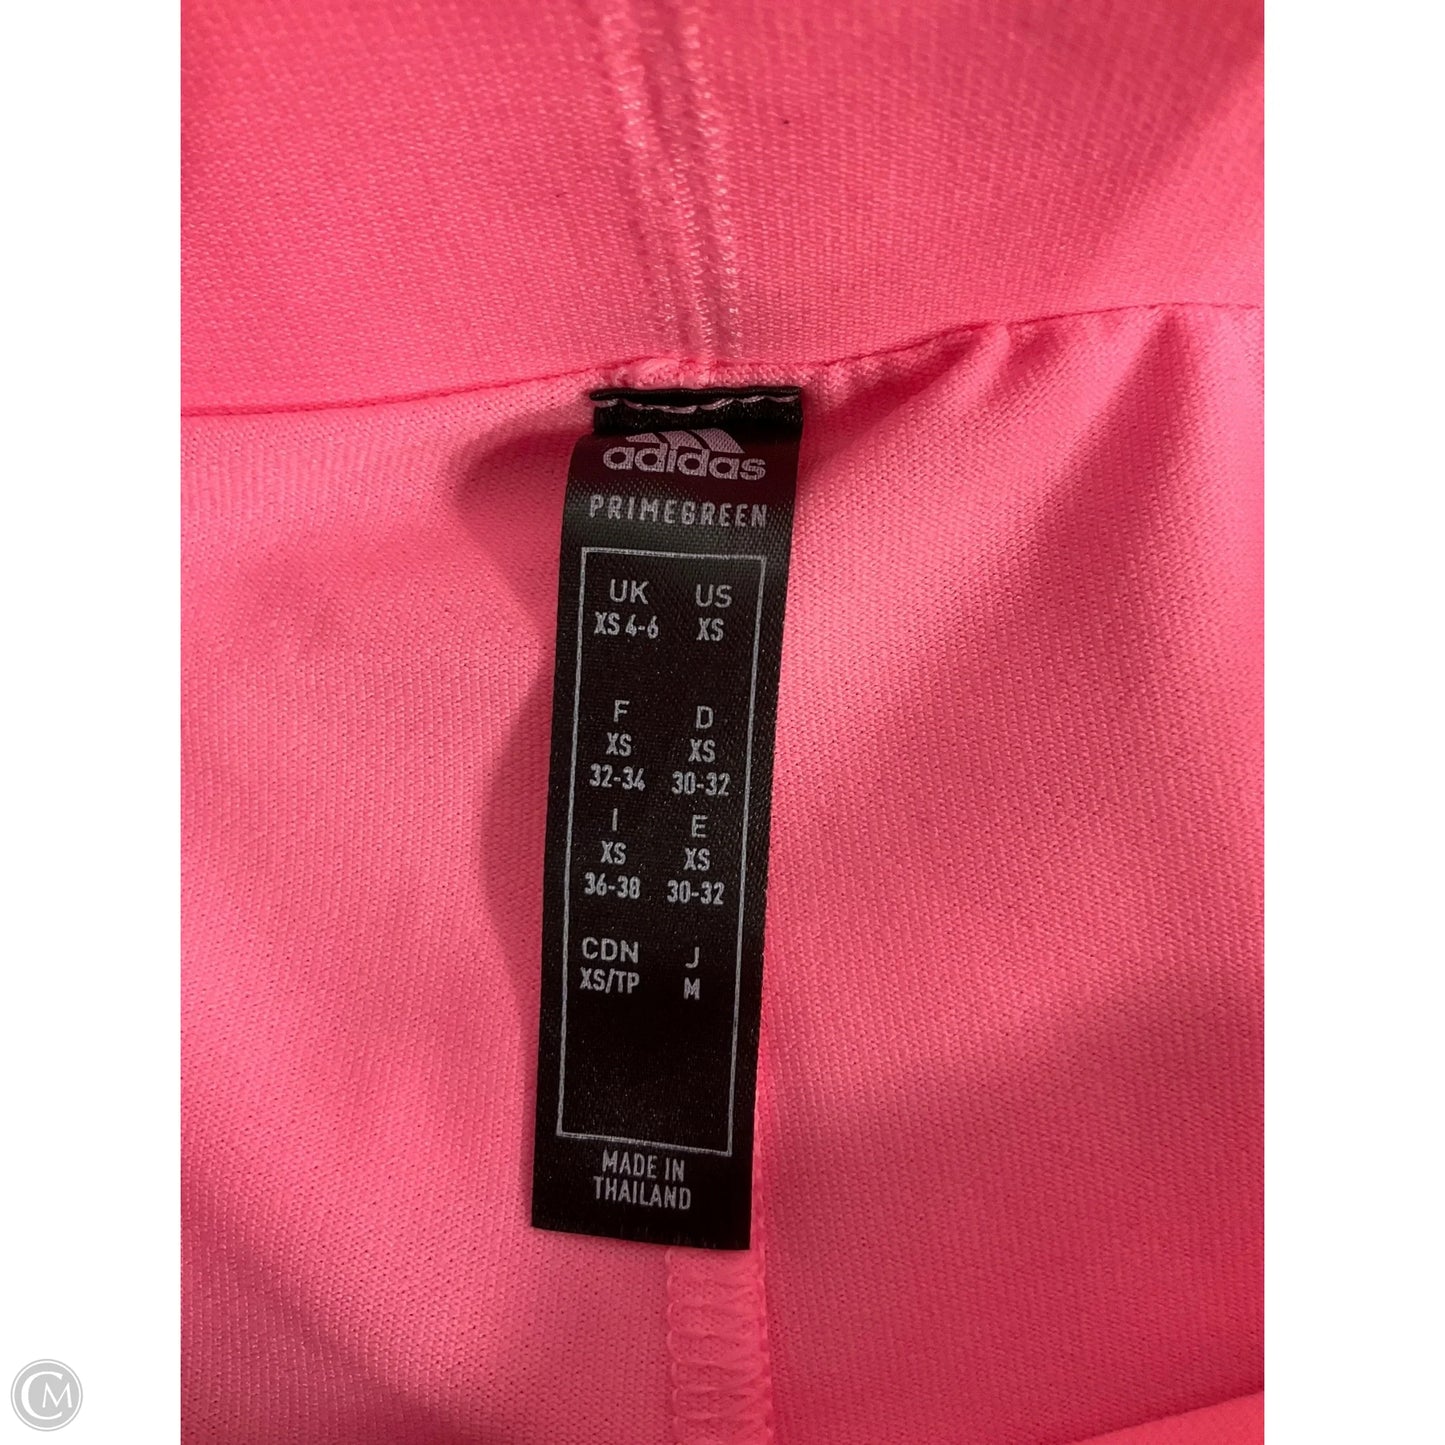 adidas
PRIMEGREEN
UK US
XS 4-6 XS
F D
XS XS
32-34 30-32
I E
XS XS
36-38 30-32
CDN J
XS/TP M
MADE IN
THAILAND
CM